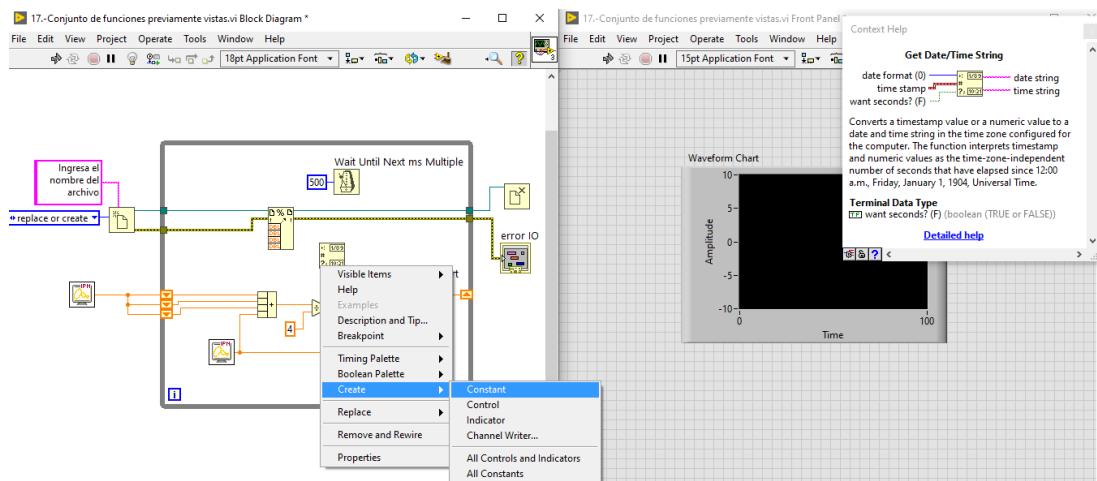 17.-Conjunto de funciones previamente vistas.vi Block Diagram *
File Edit View Project Operate Tools Window Help
18pt Application Font
3
Ingresa el
nombre del
archivo
replace or create
Wait Until Next ms Multiple
500
error IO
4
i
Visible Items
Help
Examples
Description and Tip...
Breakpoint
Timing Palette
Boolean Palette
Create
Replace
Remove and Rewire
Properties
Constant
Control
Indicator
Channel Writer...
All Controls and Indicators
All Constants
17.-Conjunto de funciones previamente vistas.vi Front Panel
File Edit View Project Operate Tools Window Help
15pt Application Font
Waveform Chart
10
5
0
-5
-10
Amplitude
0
100
Time
Context Help
Get Date/Time String
date format (0)
time stamp
want seconds? (F)
date string
time string
Converts a timestamp value or a numeric value to a
date and time string in the time zone configured for
the computer. The function interprets timestamp
and numeric values as the time-zone-independent
number of seconds that have elapsed since 12:00
a.m., Friday, January 1, 1904, Universal Time.
Terminal Data Type
TF want seconds? (F) (boolean (TRUE or FALSE))
Detailed help